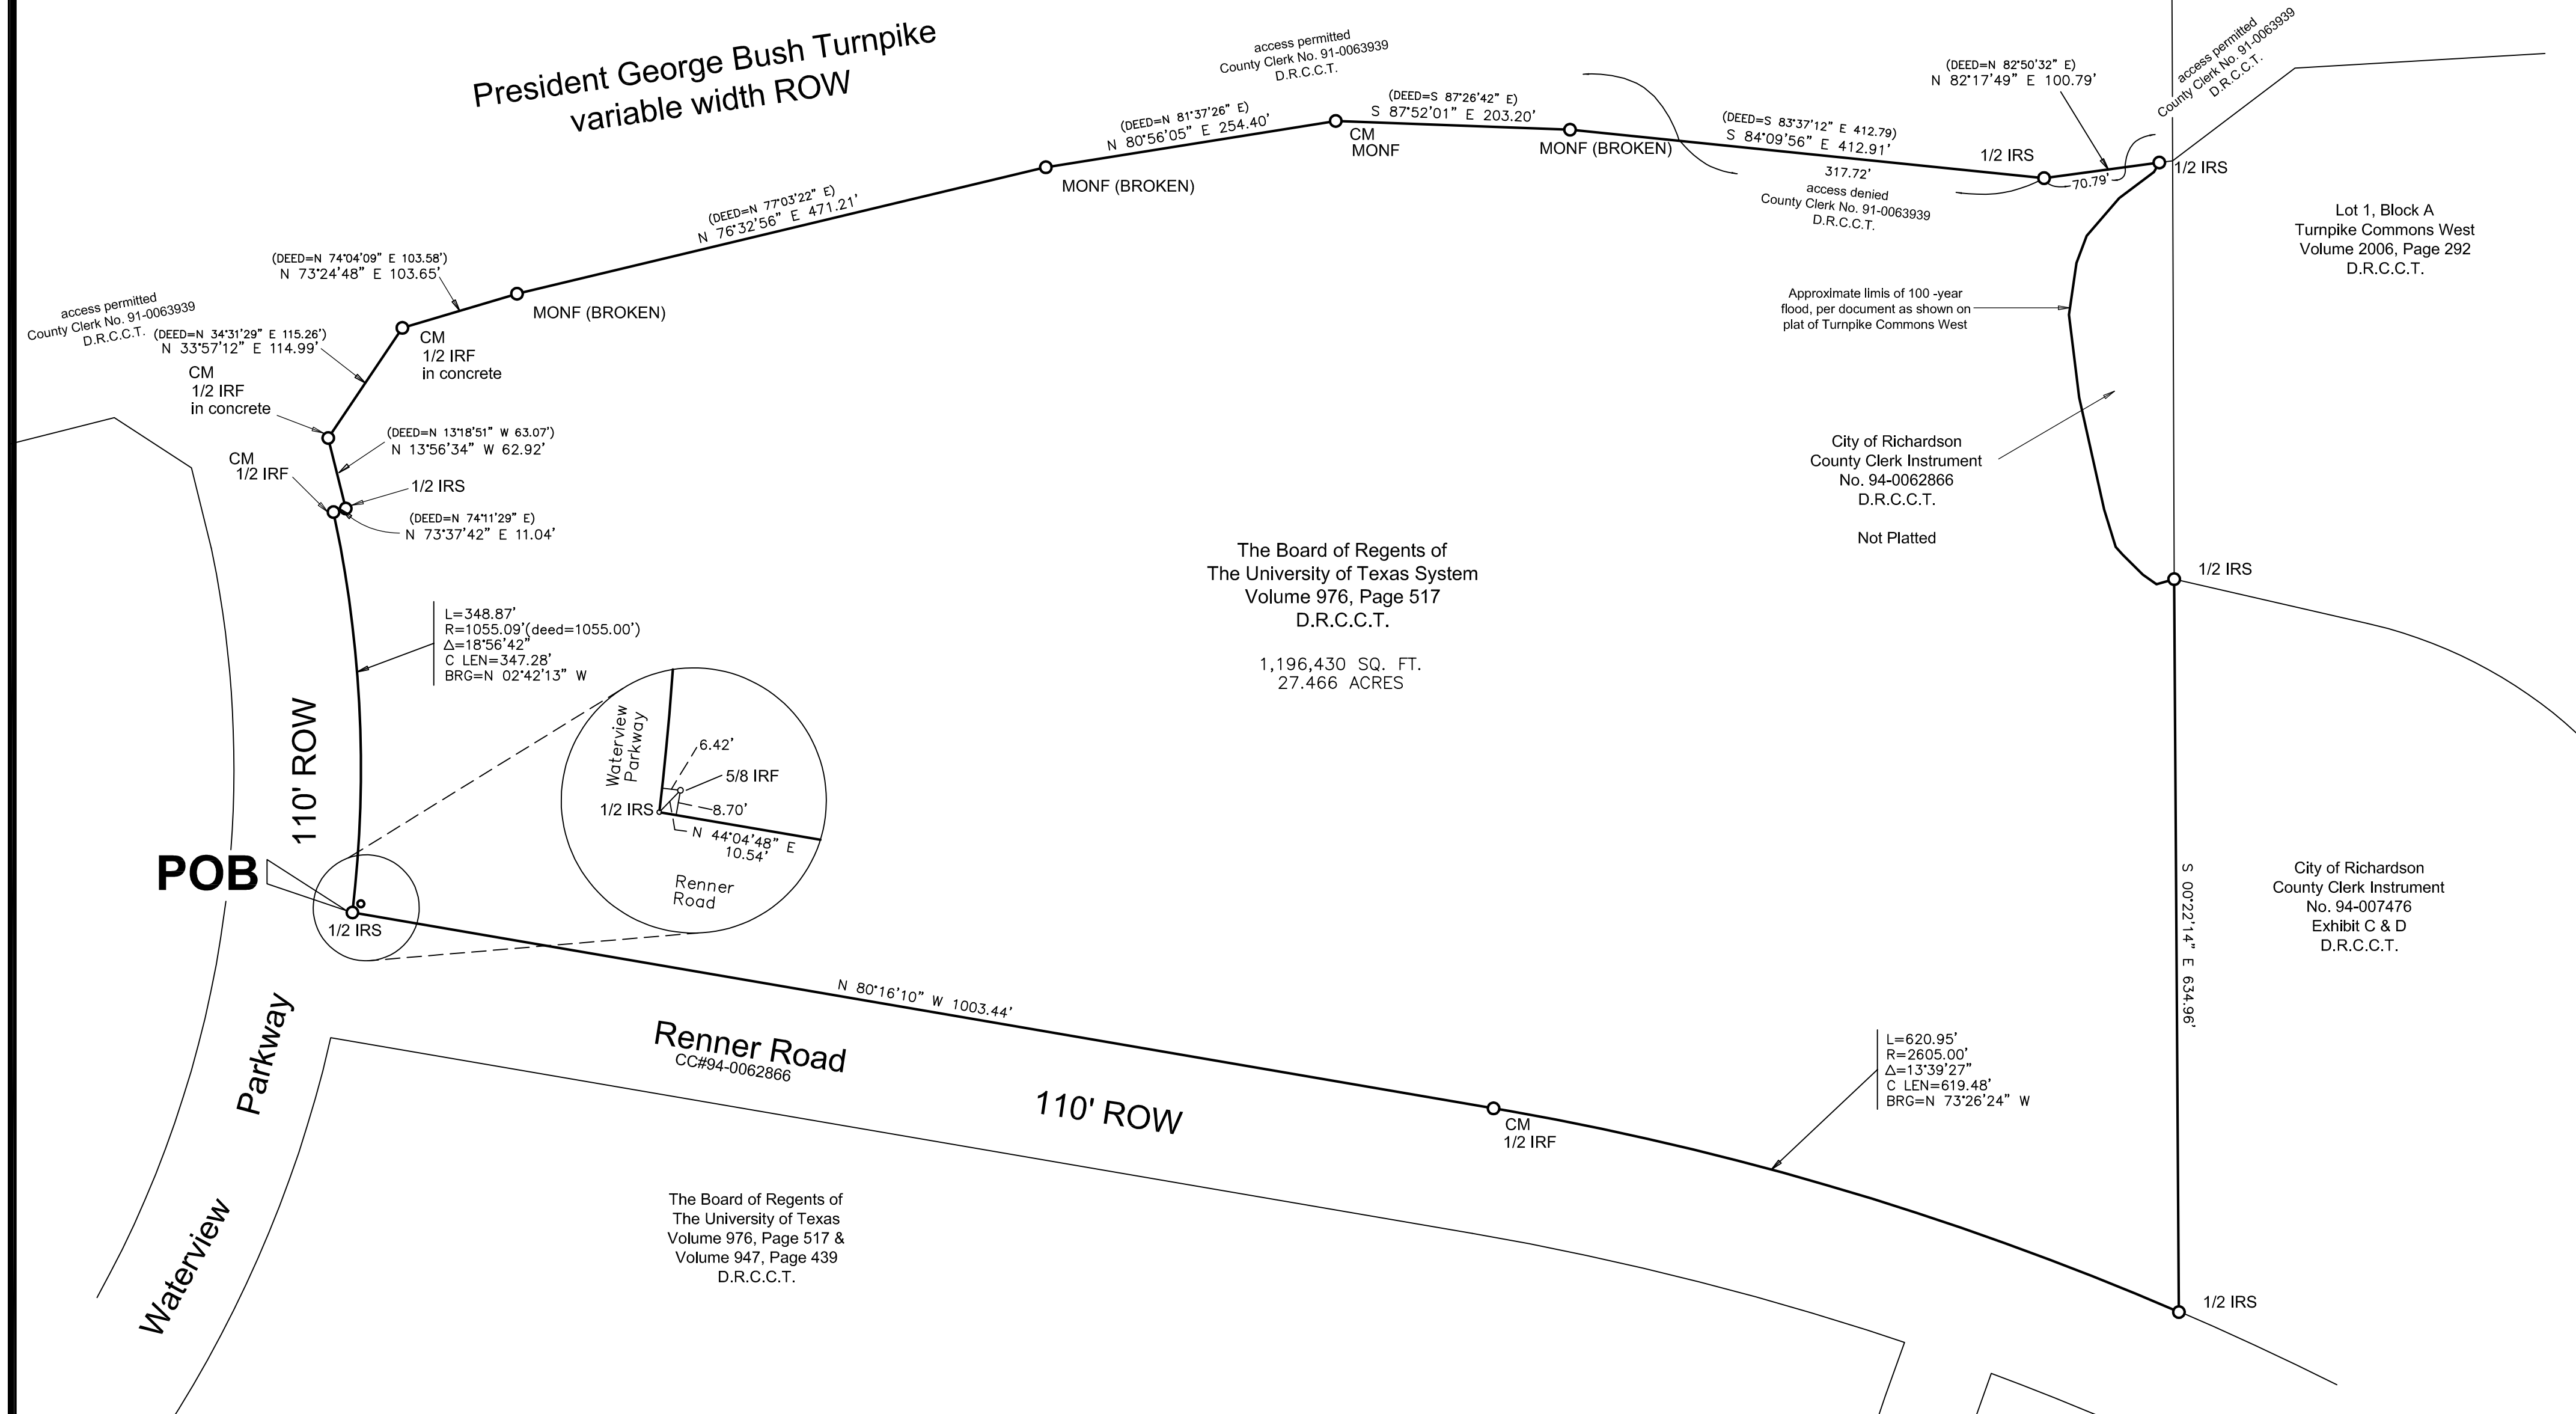 President George Bush Turnpike
variable width ROW
access permitted
County Clerk No. 91-0063939
D.R.C.C.T.
(DEED=N 82°50'32" E)
N 82°17'49" E 100.79'
access permitted
County Clerk No. 91-0063939
D.R.C.C.T.
(DEED=N 81°37'26" E)
N 80°56'05" E 254.40'
(DEED=S 87°26'42" E)
S 87°52'01" E 203.20'
(DEED=S 83°37'12" E 412.79)
S 84°09'56" E 412.91'
CM
MONF
MONF (BROKEN)
1/2 IRS
1/2 IRS
317.72'
70.79'
access denied
County Clerk No. 91-0063939
D.R.C.C.T.
MONF (BROKEN)
(DEED=N 77°03'22" E)
N 76°32'56" E 471.21'
Lot 1, Block A
Turnpike Commons West
Volume 2006, Page 292
D.R.C.C.T.
(DEED=N 74°04'09" E 103.58')
N 73°24'48" E 103.65'
MONF (BROKEN)
access permitted
County Clerk No. 91-0063939
D.R.C.C.T.
(DEED=N 34°31'29" E 115.26')
N 33°57'12" E 114.99'
CM
1/2 IRF
in concrete
CM
1/2 IRF
in concrete
Approximate limis of 100 -year
flood, per document as shown on
plat of Turnpike Commons West
(DEED=N 13°18'51" W 63.07')
N 13°56'34" W 62.92'
CM
1/2 IRF
1/2 IRS
(DEED=N 74°11'29" E)
N 73°37'42" E 11.04'
City of Richardson
County Clerk Instrument
No. 94-0062866
D.R.C.C.T.
Not Platted
The Board of Regents of
The University of Texas System
Volume 976, Page 517
D.R.C.C.T.
1,196,430 SQ. FT.
27.466 ACRES
1/2 IRS
L=348.87'
R=1055.09'(deed=1055.00')
Δ=18°56'42"
C LEN=347.28'
BRG=N 02°42'13" W
110' ROW
Waterview
Parkway
6.42'
5/8 IRF
1/2 IRS
8.70'
N 44°04'48" E
10.54'
Renner
Road
POB
1/2 IRS
S 00°22'14" E 634.96'
City of Richardson
County Clerk Instrument
No. 94-007476
Exhibit C & D
D.R.C.C.T.
N 80°16'10" W 1003.44'
Renner Road
CC#94-0062866
110' ROW
Waterview Parkway
CM
1/2 IRF
L=620.95'
R=2605.00'
Δ=13°39'27"
C LEN=619.48'
BRG=N 73°26'24" W
The Board of Regents of
The University of Texas
Volume 976, Page 517 &
Volume 947, Page 439
D.R.C.C.T.
1/2 IRS